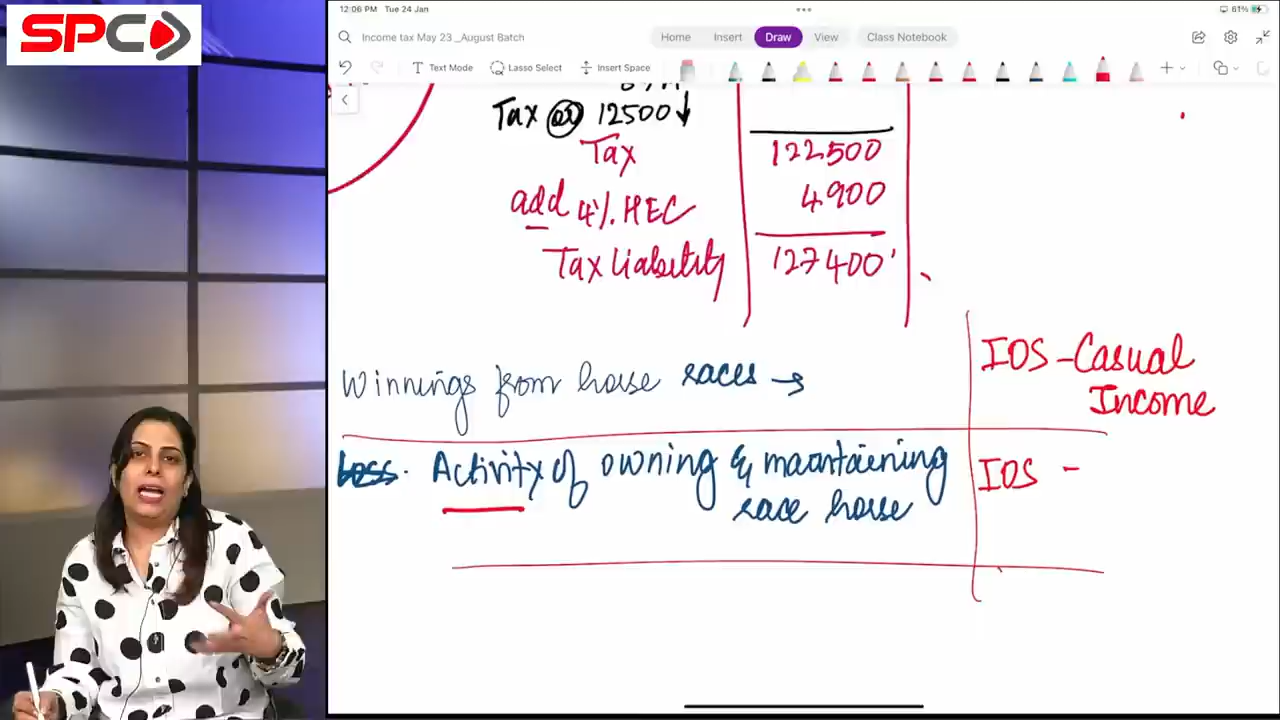 SPC
12:06 PM Tue 24 Jan
61%
Income tax May 23 _August Batch
Home Insert Draw View Class Notebook
Text Mode Lasso Select Insert Space
Tax @ 12500↓
Tax 122500
add 4% HEC 4900
Tax Liability 127400
Winnings from horse races → IOS - Casual
Income
Loss. Activity of owning & maintaining IOS -
race horse